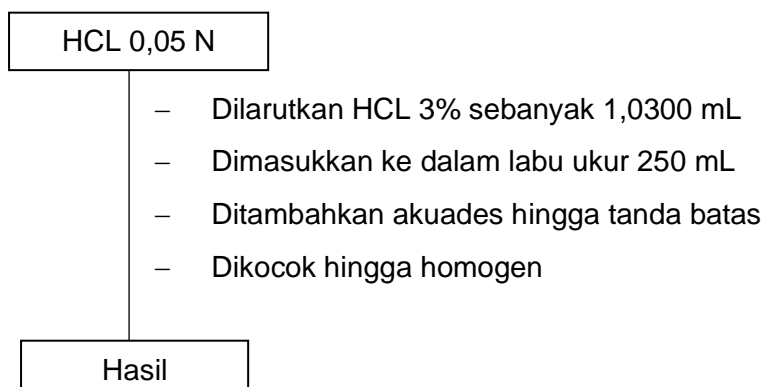 HCL 0,05 N
– Dilarutkan HCL 3% sebanyak 1,0300 mL
– Dimasukkan ke dalam labu ukur 250 mL
– Ditambahkan akuades hingga tanda batas
– Dikocok hingga homogen
Hasil